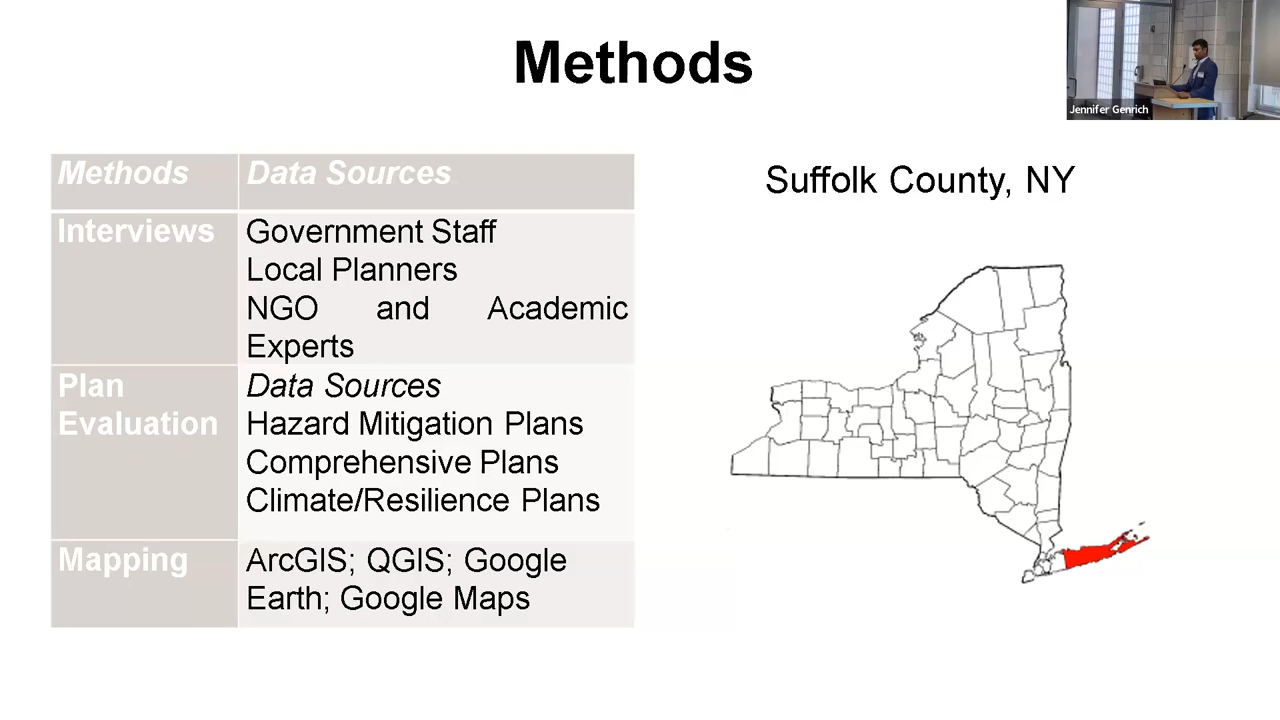 Methods
Jennifer Genrich
Methods
Data Sources
Interviews
Government Staff
Local Planners
NGO and Academic
Experts
Plan
Evaluation
Data Sources
Hazard Mitigation Plans
Comprehensive Plans
Climate/Resilience Plans
Mapping
ArcGIS; QGIS; Google
Earth; Google Maps
Suffolk County, NY